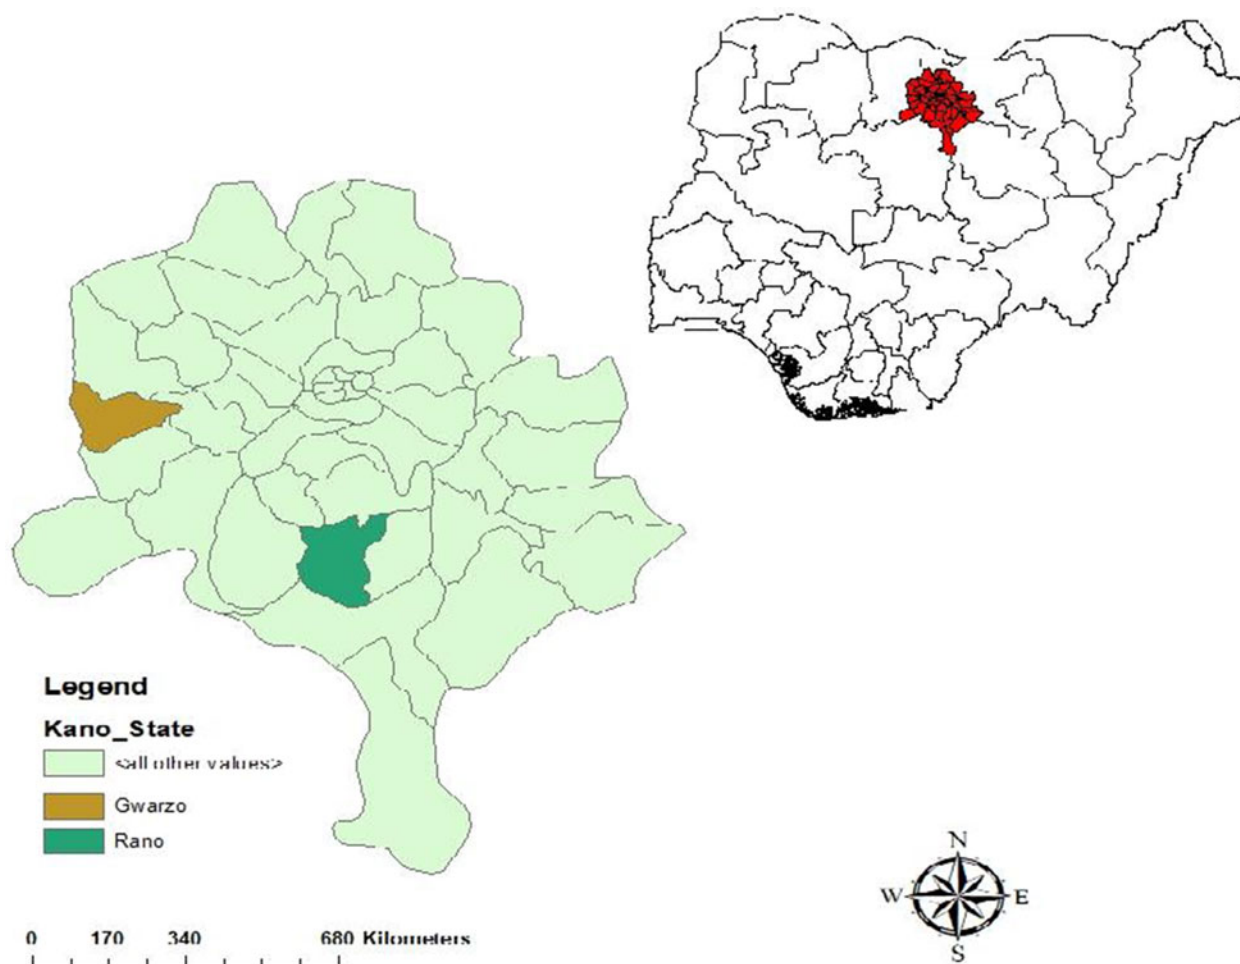 Legend
Kano_State
<all other values>
Gwarzo
Rano
0 170 340 680 Kilometers
N
W E
S